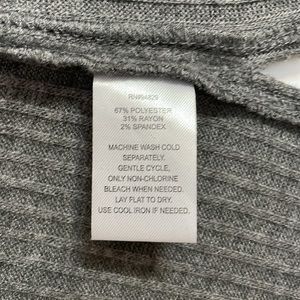 67% POLYESTER
31% RAYON
2% SPANDEX
MACHINE WASH COLD
SEPARATELY.
GENTLE CYCLE,
ONLY NON-CHLORINE
BLEACH WHEN NEEDED.
LAY FLAT TO DRY.
USE COOL IRON IF NEEDED.